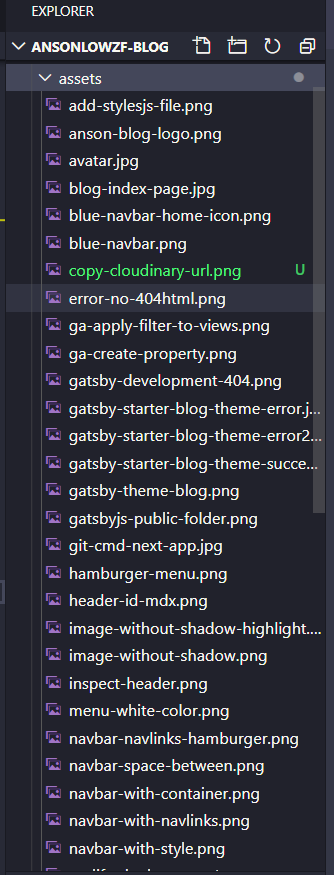 EXPLORER
ANSONLOWZF-BLOG
assets
add-stylesjs-file.png
anson-blog-logo.png
avatar.jpg
blog-index-page.jpg
blue-navbar-home-icon.png
blue-navbar.png
copy-cloudinary-url.png U
error-no-404html.png
ga-apply-filter-to-views.png
ga-create-property.png
gatsby-development-404.png
gatsby-starter-blog-theme-error.j...
gatsby-starter-blog-theme-error2...
gatsby-starter-blog-theme-succe...
gatsby-theme-blog.png
gatsbyjs-public-folder.png
git-cmd-next-app.jpg
hamburger-menu.png
header-id-mdx.png
image-without-shadow-highlight....
image-without-shadow.png
inspect-header.png
menu-white-color.png
navbar-navlinks-hamburger.png
navbar-space-between.png
navbar-with-container.png
navbar-with-navlinks.png
navbar-with-style.png